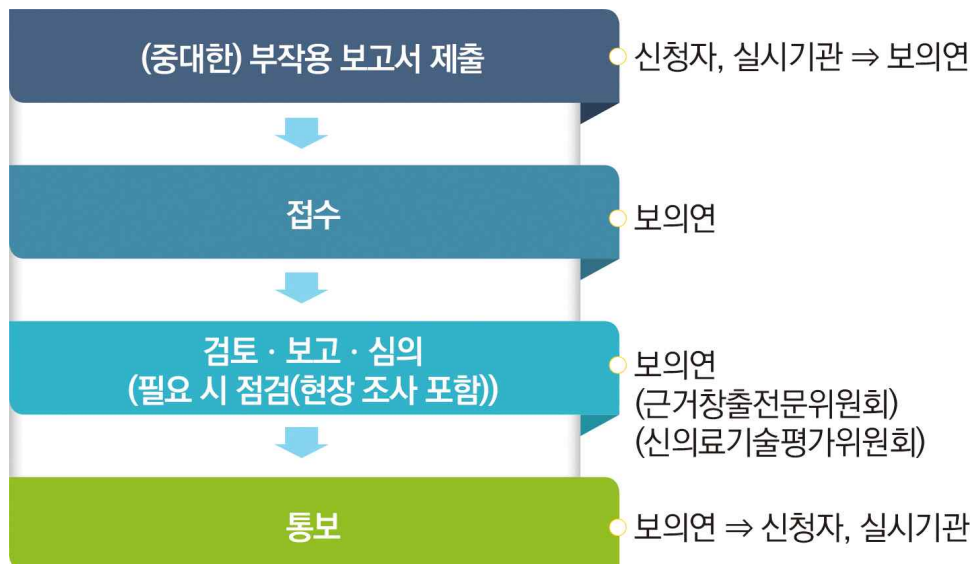 (중대한) 부작용 보고서 제출
신청자, 실시기관 ⇒ 보의연
접수
보의연
검토 · 보고 · 심의
(필요 시 점검(현장 조사 포함))
보의연
(근거창출전문위원회)
(신의료기술평가위원회)
통보
보의연 ⇒ 신청자, 실시기관